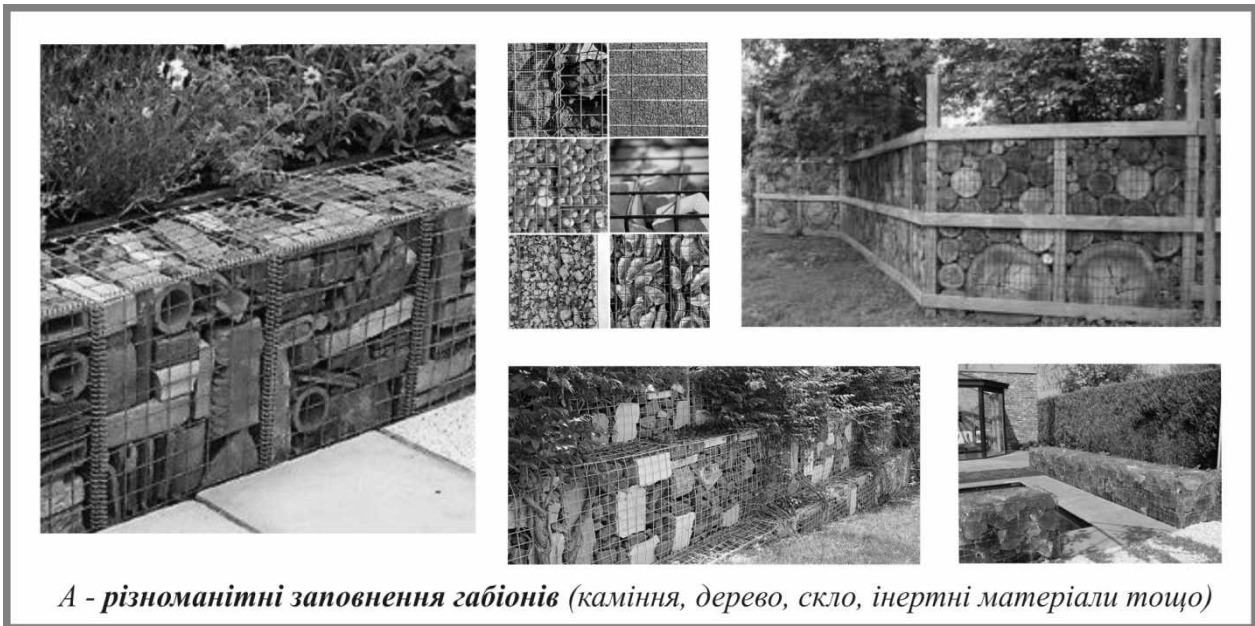 А - різноманітні заповнення габіонів (каміння, дерево, скло, інертні матеріали тощо)